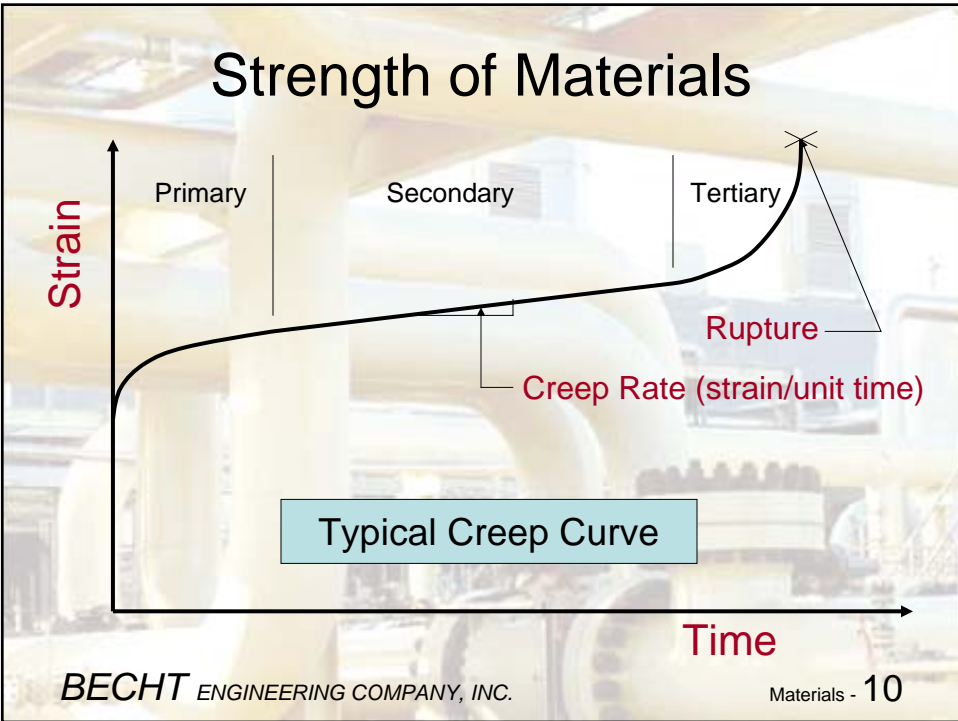 Strength of Materials
Primary
Secondary
Tertiary
Strain
Rupture
Creep Rate (strain/unit time)
Typical Creep Curve
Time
BECHT ENGINEERING COMPANY, INC.
Materials - 10